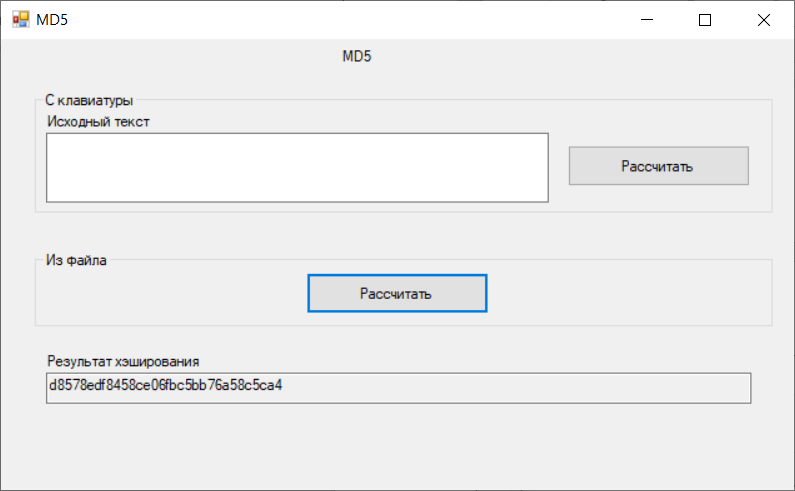 MD5
MD5
С клавиатуры
Исходный текст
Рассчитать
Из файла
Рассчитать
Результат хэширования
d8578edf8458ce06fbc5bb76a58c5ca4